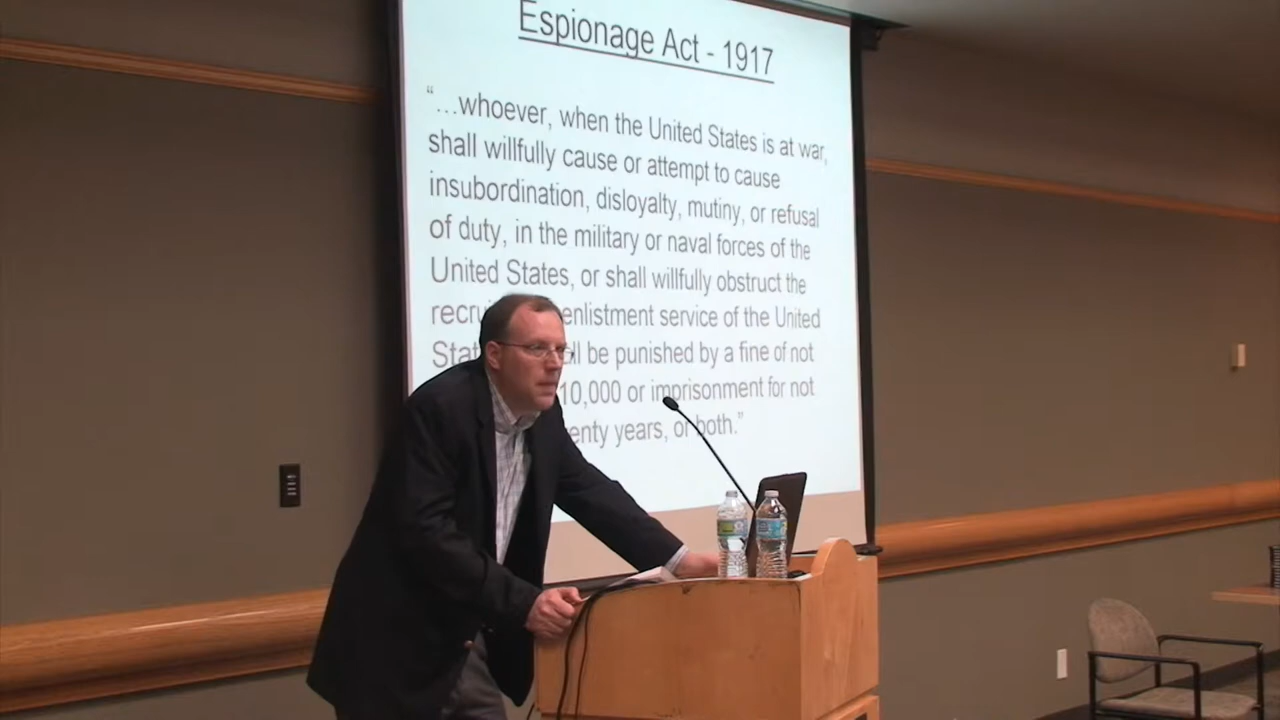 Espionage Act - 1917
“...whoever, when the United States is at war,
shall willfully cause or attempt to cause
insubordination, disloyalty, mutiny, or refusal
of duty, in the military or naval forces of the
United States, or shall willfully obstruct the
enlistment service of the United
be punished by a fine of not
10,000 or imprisonment for not
years, or both.”